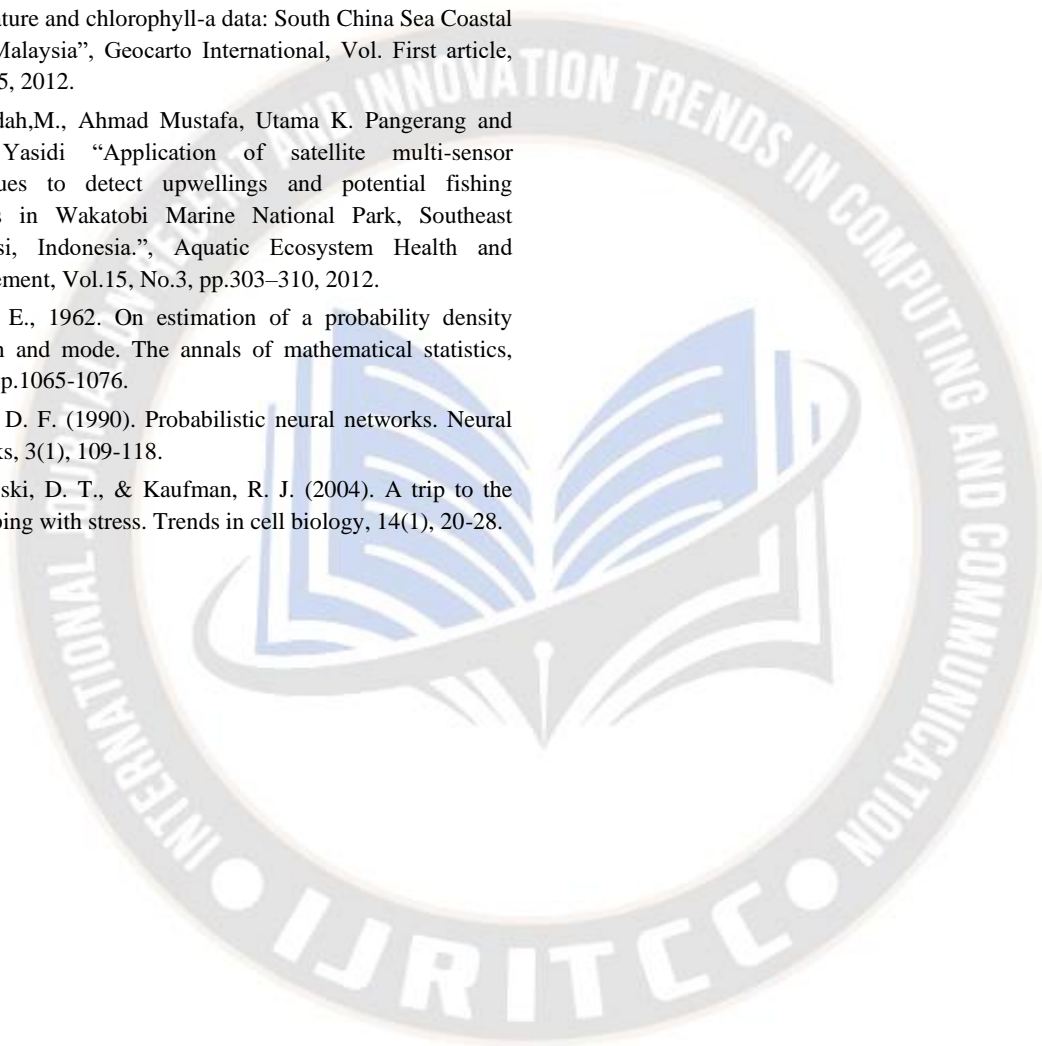 ature and chlorophyll-a data: South China Sea Coastal
Malaysia”, Geocarto International, Vol. First article,
5, 2012.
dah,M., Ahmad Mustafa, Utama K. Pangerang and
Yasidi “Application of satellite multi-sensor
ues to detect upwellings and potential fishing
s in Wakatobi Marine National Park, Southeast
si, Indonesia.”, Aquatic Ecosystem Health and
ement, Vol.15, No.3, pp.303–310, 2012.
E., 1962. On estimation of a probability density
n and mode. The annals of mathematical statistics,
p.1065-1076.
D. F. (1990). Probabilistic neural networks. Neural
ks, 3(1), 109-118.
ski, D. T., & Kaufman, R. J. (2004). A trip to the
ping with stress. Trends in cell biology, 14(1), 20-28.
INTERNATIONAL JOURNAL ON RECENT AND INNOVATION TRENDS IN COMPUTING AND COMMUNICATION
IJRITCC